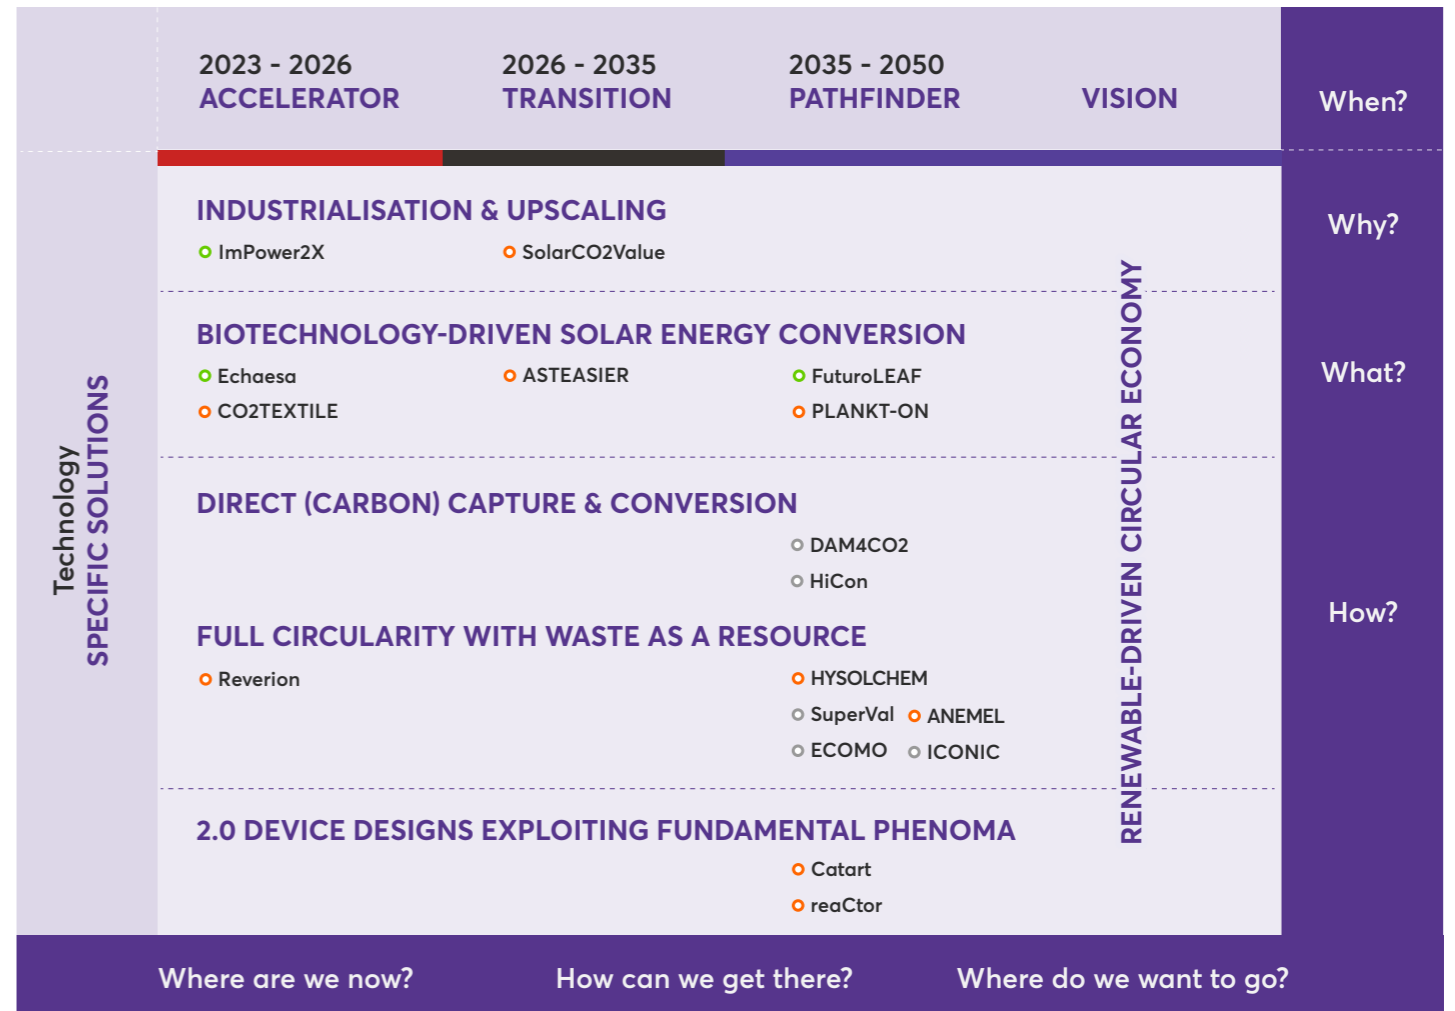 2023 - 2026
ACCELERATOR
2026 - 2035
TRANSITION
2035 - 2050
PATHFINDER
VISION
When?
Technology
SPECIFIC SOLUTIONS
INDUSTRIALISATION & UPSCALING
ImPower2X
SolarCO2Value
Why?
BIOTECHNOLOGY-DRIVEN SOLAR ENERGY CONVERSION
Echaesa
ASTEASIER
FuturoLEAF
CO2TEXTILE
PLANKT-ON
What?
DIRECT (CARBON) CAPTURE & CONVERSION
DAM4CO2
HiCon
FULL CIRCULARITY WITH WASTE AS A RESOURCE
Reverion
HYSOLCHEM
SuperVal
ANEMEL
ECOMO
ICONIC
How?
2.0 DEVICE DESIGNS EXPLOITING FUNDAMENTAL PHENOMA
Catart
reaCtor
RENEWABLE-DRIVEN CIRCULAR ECONOMY
Where are we now?
How can we get there?
Where do we want to go?